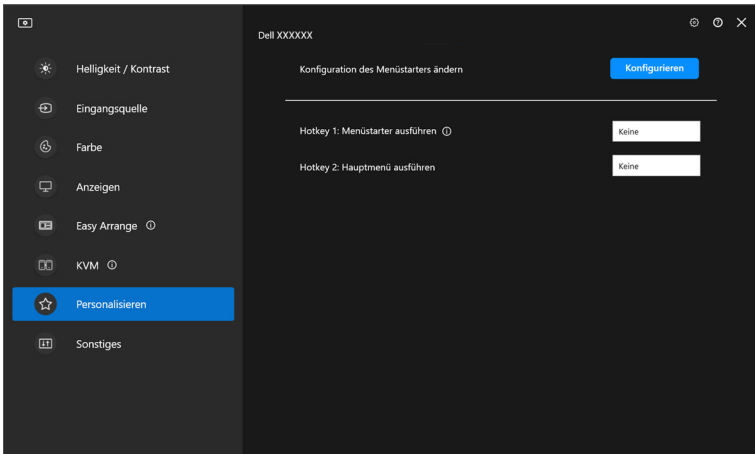 Dell XXXXXX
Helligkeit / Kontrast
Eingangsquelle
Farbe
Anzeigen
Easy Arrange
KVM
Personalisieren
Sonstiges
Konfiguration des Menüstarters ändern
Konfigurieren
Hotkey 1: Menüstarter ausführen
Keine
Hotkey 2: Hauptmenü ausführen
Keine